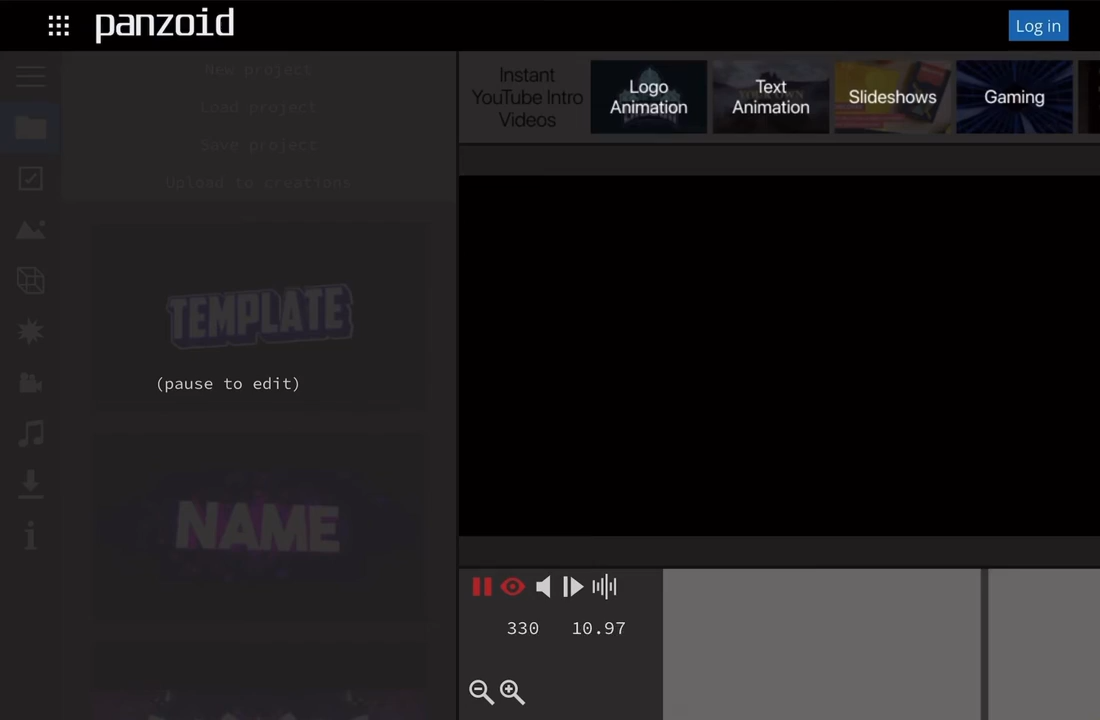 panzoid
Log in
New project
Load project
Save project
Upload to creations
TEMPLATE
(pause to edit)
NAME
Instant
YouTube Intro
Videos
Logo
Animation
Text
Animation
Slideshows
Gaming
330 10.97